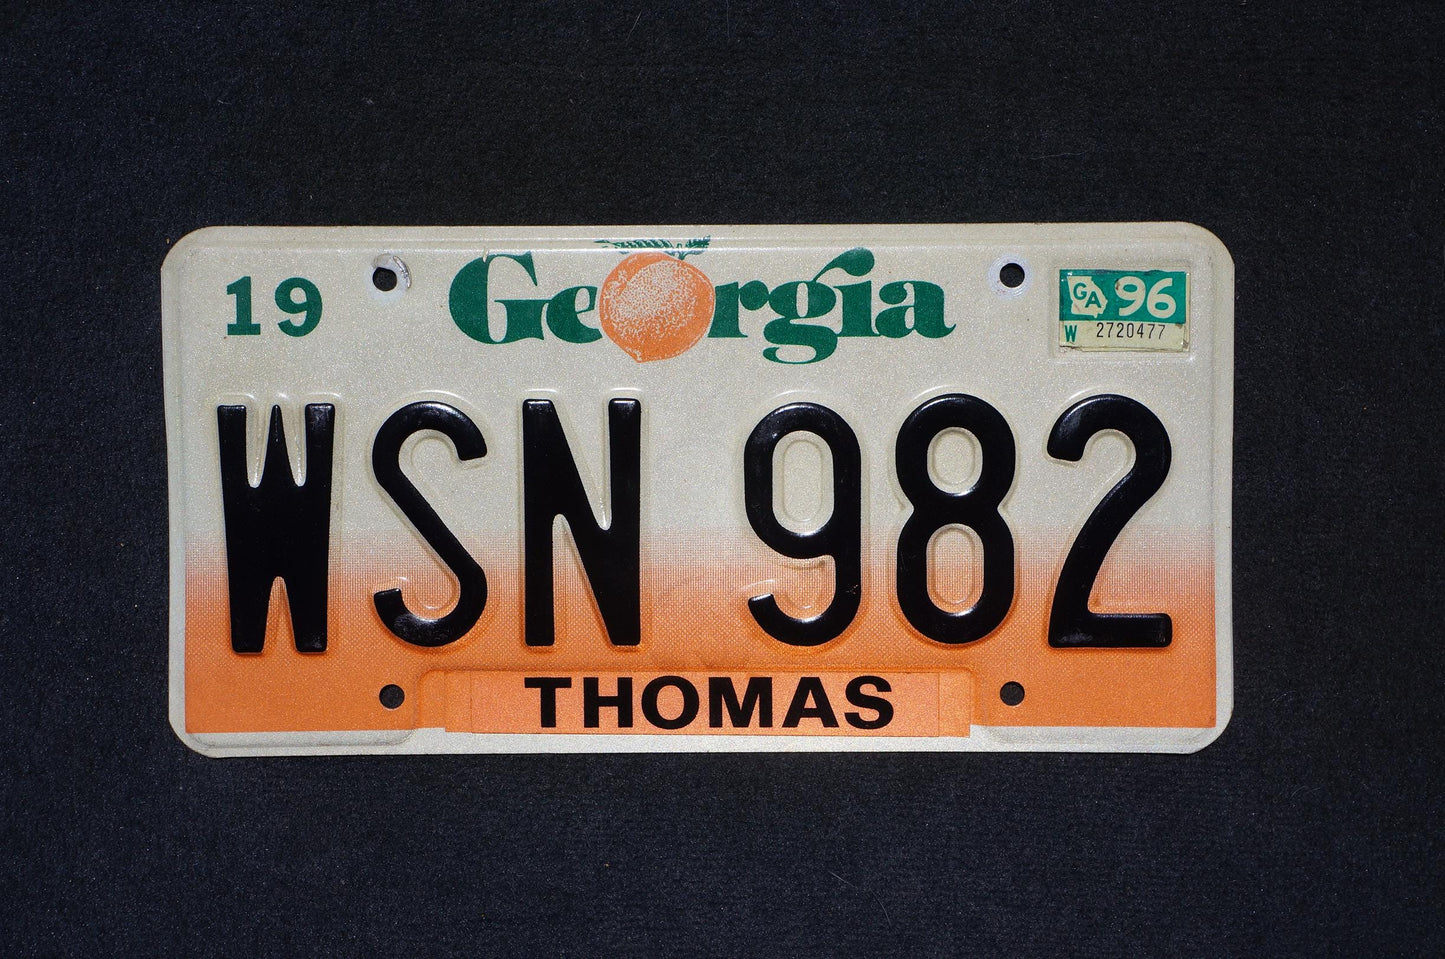 19 Georgia GA 96
W 2720477
WSN 982
THOMAS